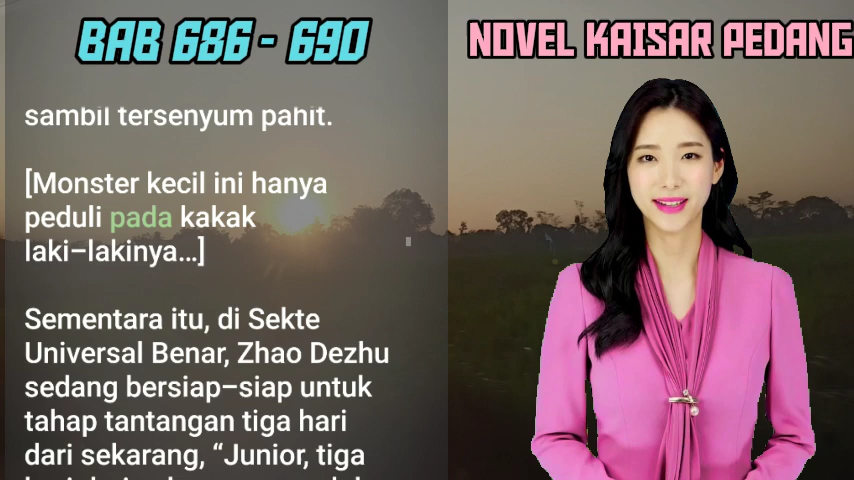 BAB 686 - 690
NOVEL KAISAR PEDANG
sambil tersenyum pahit.
[Monster kecil ini hanya
peduli pada kakak
laki–lakinya...]
Sementara itu, di Sekte
Universal Benar, Zhao Dezhu
sedang bersiap–siap untuk
tahap tantangan tiga hari
dari sekarang, “Junior, tiga